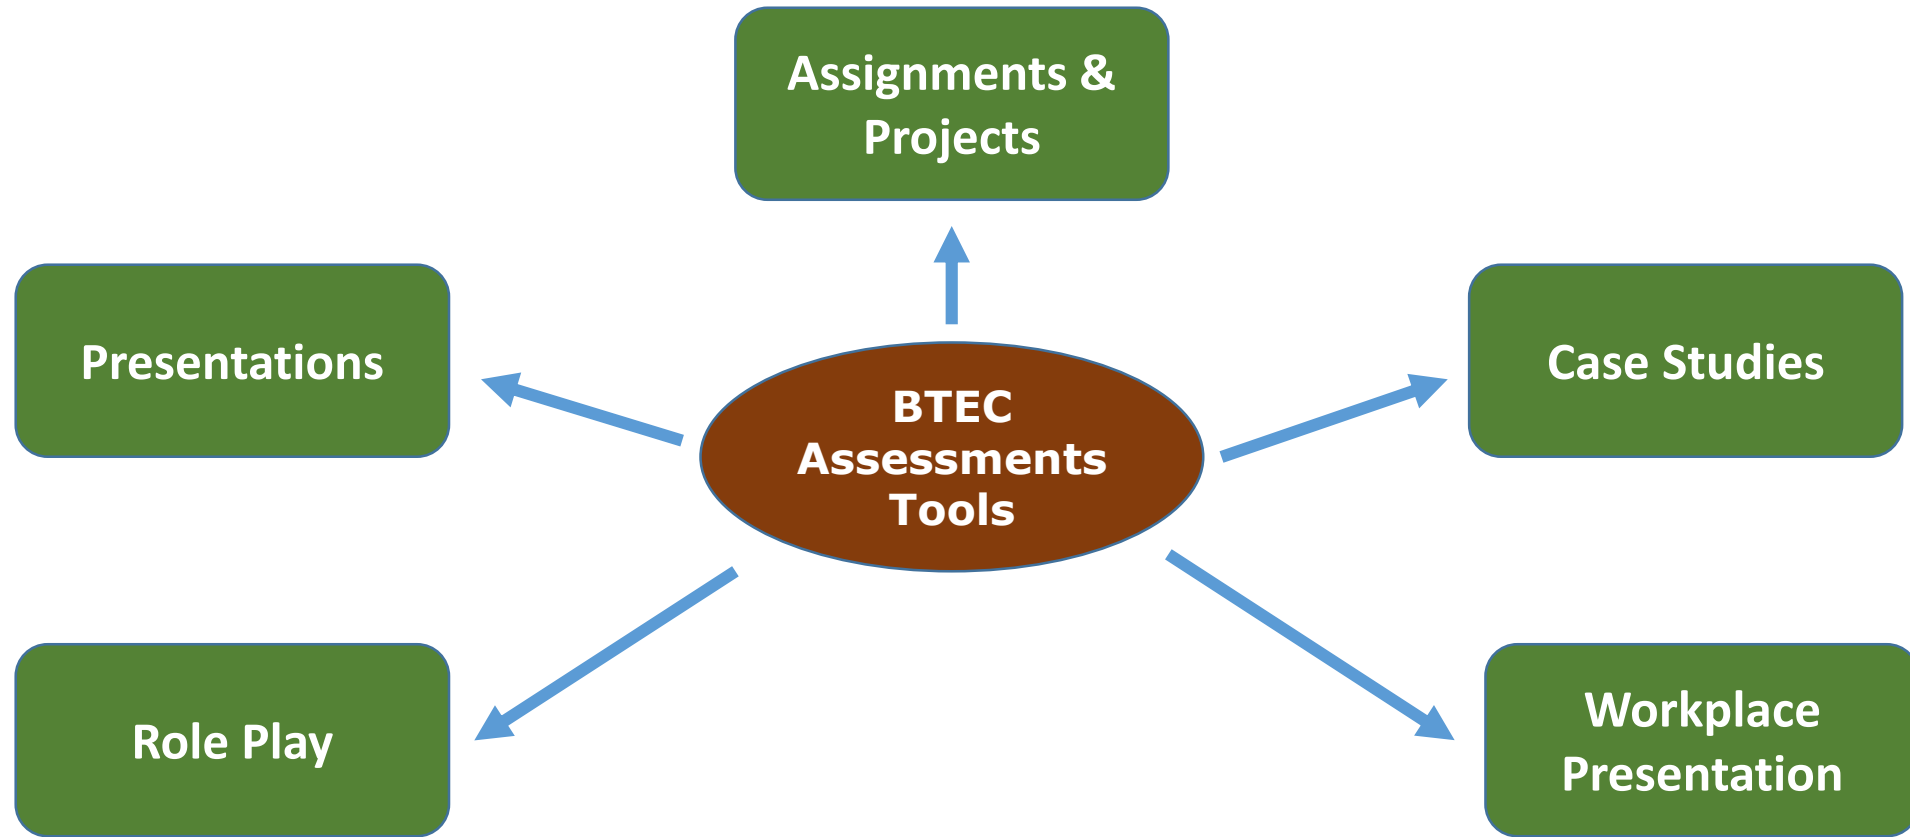 Assignments &
Projects
Presentations
Case Studies
BTEC
Assessments
Tools
Role Play
Workplace
Presentation